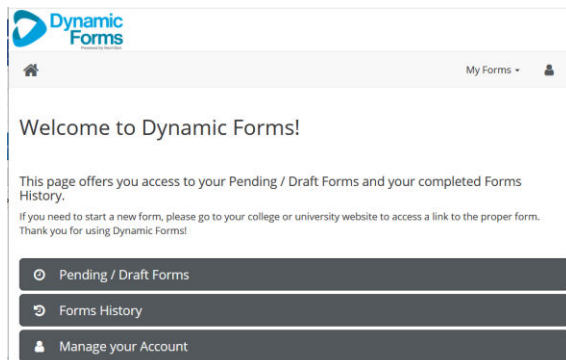 Dynamic
Forms
My Forms
Welcome to Dynamic Forms!
This page offers you access to your Pending / Draft Forms and your completed Forms
History.
If you need to start a new form, please go to your college or university website to access a link to the proper form.
Thank you for using Dynamic Forms!
Pending / Draft Forms
Forms History
Manage your Account